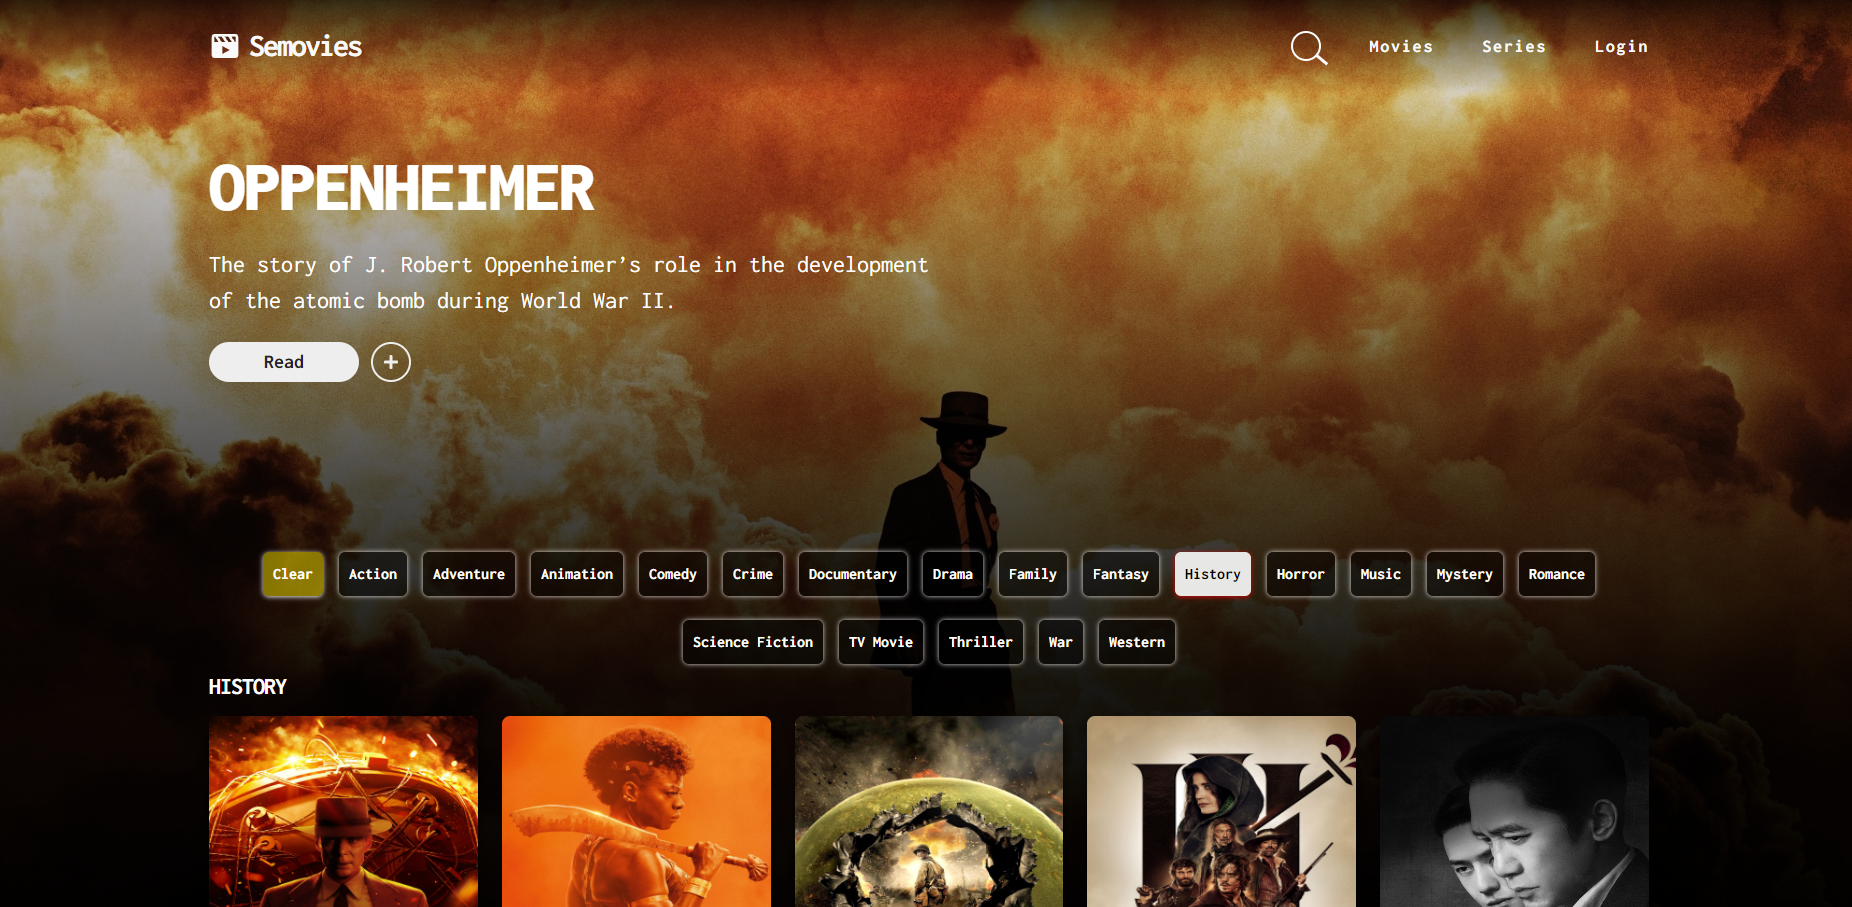 Semovies
Movies Series Login
OPPENHEIMER
The story of J. Robert Oppenheimer’s role in the development
of the atomic bomb during World War II.
Read
Clear Action Adventure Animation Comedy Crime Documentary Drama Family Fantasy History Horror Music Mystery Romance
Science Fiction TV Movie Thriller War Western
HISTORY